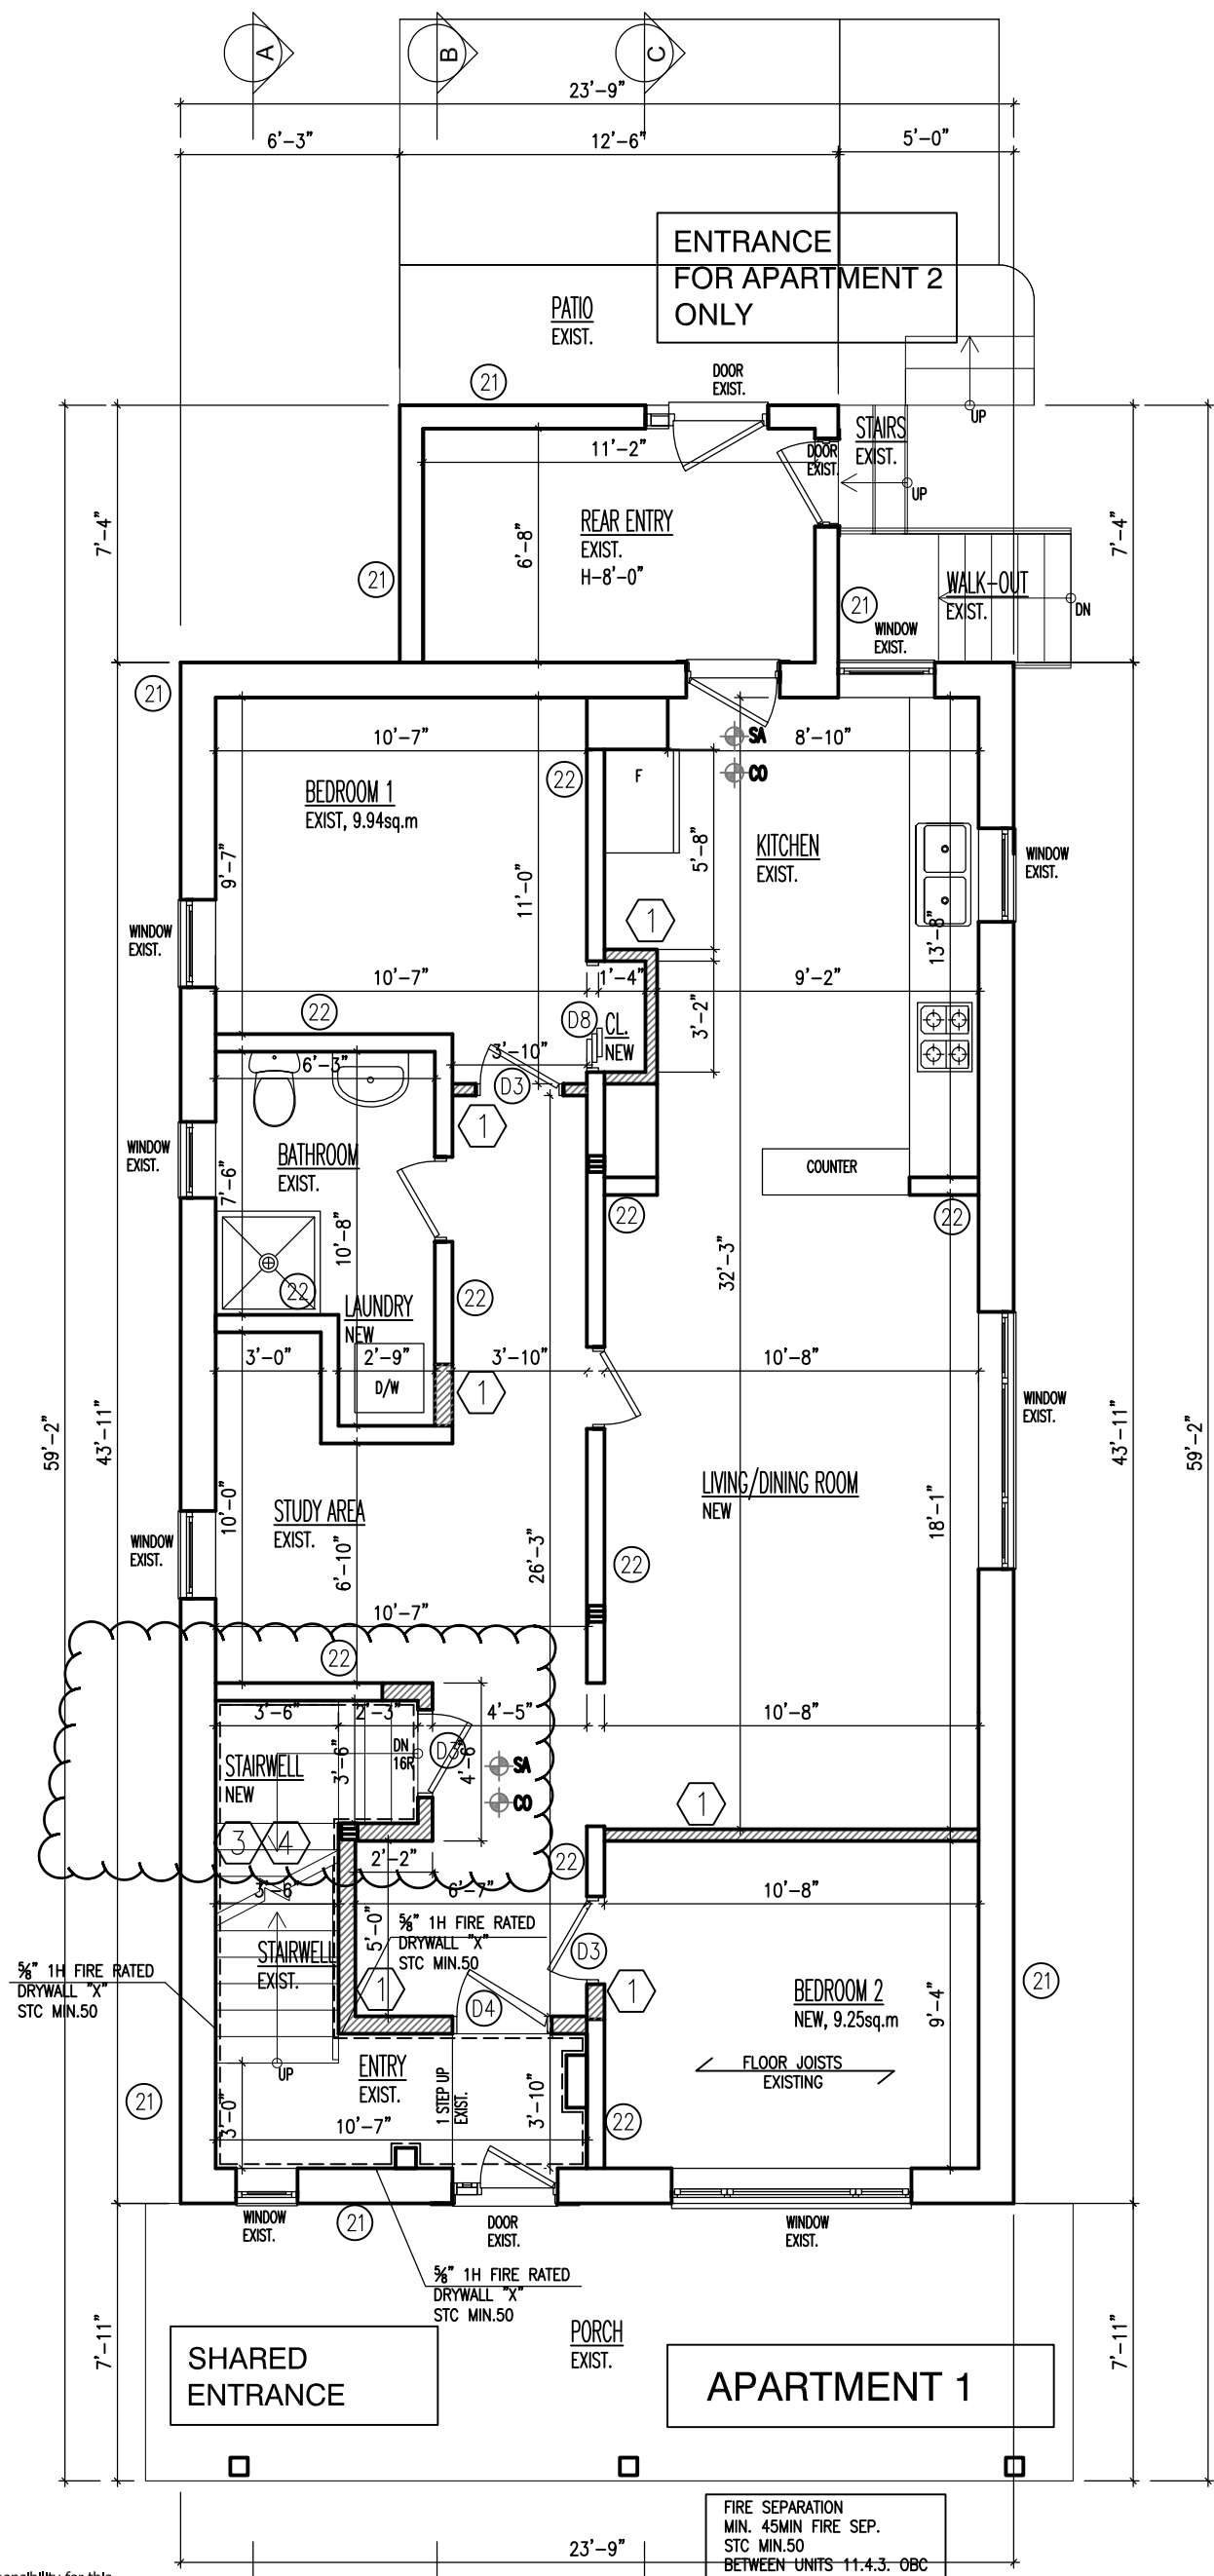 A
B
C
23'-9"
6'-3"
12'-6"
5'-0"
ENTRANCE
FOR APARTMENT 2
ONLY
PATIO
EXIST.
21
DOOR
EXIST.
UP
STAIRS
EXIST.
DOOR
EXIST.
11'-2"
UP
7'-4"
6'-8"
REAR ENTRY
EXIST.
H-8'-0"
7'-4"
21
21
WALK-OUT
EXIST.
DN
WINDOW
EXIST.
21
10'-7"
22
SA
CO
8'-10"
F
BEDROOM 1
EXIST, 9.94sq.m
9'-7"
11'-0"
5'-8"
KITCHEN
EXIST.
WINDOW
EXIST.
1
13'-8"
WINDOW
EXIST.
10'-7"
1'-4"
9'-2"
22
D8
CL.
NEW
3'-2"
6'-3"
3'-10"
D3
1
BATHROOM
EXIST.
WINDOW
EXIST.
COUNTER
7'-6"
10'-8"
22
22
32'-3"
22
LAUNDRY
NEW
22
3'-0"
2'-9"
3'-10"
10'-8"
D/W
1
WINDOW
EXIST.
59'-2"
43'-11"
43'-11"
59'-2"
LIVING/DINING ROOM
NEW
STUDY AREA
EXIST.
10'-0"
6'-10"
26'-3"
18'-1"
WINDOW
EXIST.
22
10'-7"
22
3'-6"
2'-3"
4'-5"
10'-8"
DN
16R
D3
3'-6"
4'-6"
STAIRWELL
NEW
SA
CO
1
3
4
2'-2"
22
3'-6"
6'-7"
10'-8"
5'-0"
⅝" 1H FIRE RATED
DRYWALL "X"
STC MIN.50
STAIRWELL
EXIST.
D3
⅝" 1H FIRE RATED
DRYWALL "X"
STC MIN.50
1
D4
1
BEDROOM 2
NEW, 9.25sq.m
9'-4"
21
FLOOR JOISTS
EXISTING
UP
ENTRY
EXIST.
1 STEP UP
EXIST.
3'-10"
21
3'-0"
10'-7"
22
WINDOW
EXIST.
21
DOOR
EXIST.
WINDOW
EXIST.
⅝" 1H FIRE RATED
DRYWALL "X"
STC MIN.50
7'-11"
PORCH
EXIST.
7'-11"
SHARED
ENTRANCE
APARTMENT 1
FIRE SEPARATION
MIN. 45MIN FIRE SEP.
STC MIN.50
BETWEEN UNITS 11.4.3. OBC
23'-9"